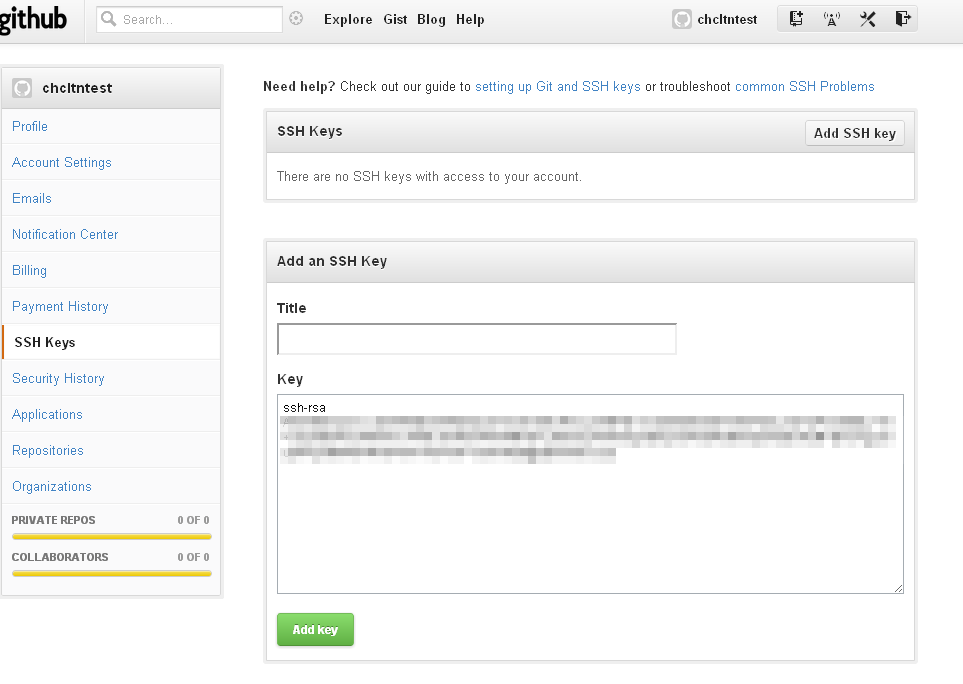 github
Search...
Explore Gist Blog Help
chcltntest
chcltntest
Profile
Account Settings
Emails
Notification Center
Billing
Payment History
SSH Keys
Security History
Applications
Repositories
Organizations
PRIVATE REPOS 0 OF 0
COLLABORATORS 0 OF 0
Need help? Check out our guide to setting up Git and SSH keys or troubleshoot common SSH Problems
SSH Keys
Add SSH key
There are no SSH keys with access to your account.
Add an SSH Key
Title
Key
ssh-rsa
Add key